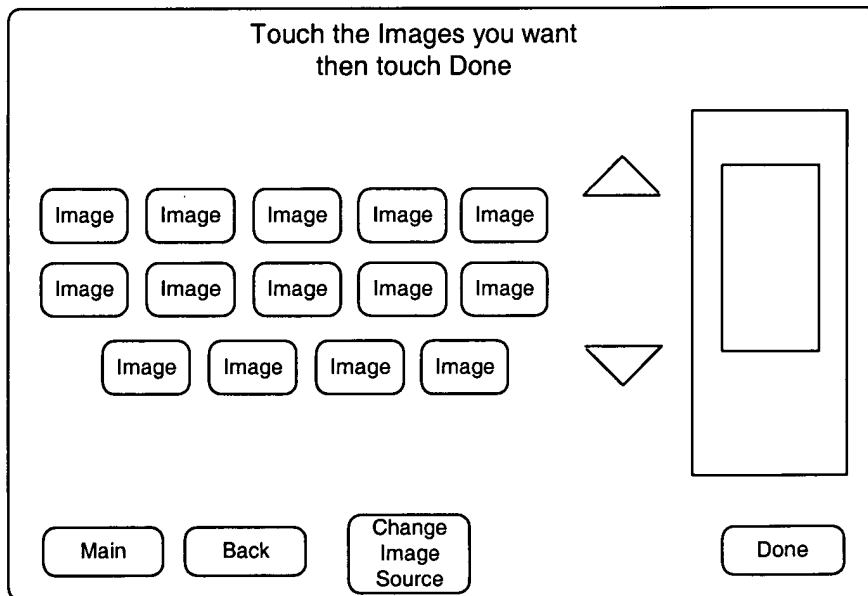 Touch the Images you want
then touch Done
Image Image Image Image Image
Image Image Image Image Image
Image Image Image Image
Main Back Change
Image
Source Done